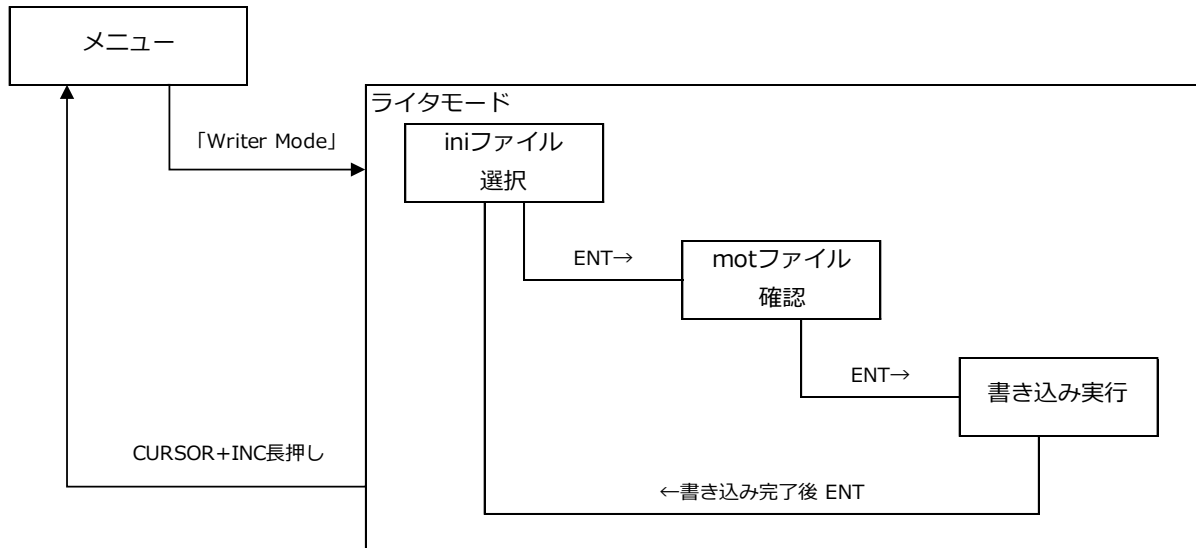 メニュー
ライタモード
「Writer Mode」
iniファイル
選択
ENT→
motファイル
確認
ENT→
書き込み実行
CURSOR+INC長押し
←書き込み完了後 ENT